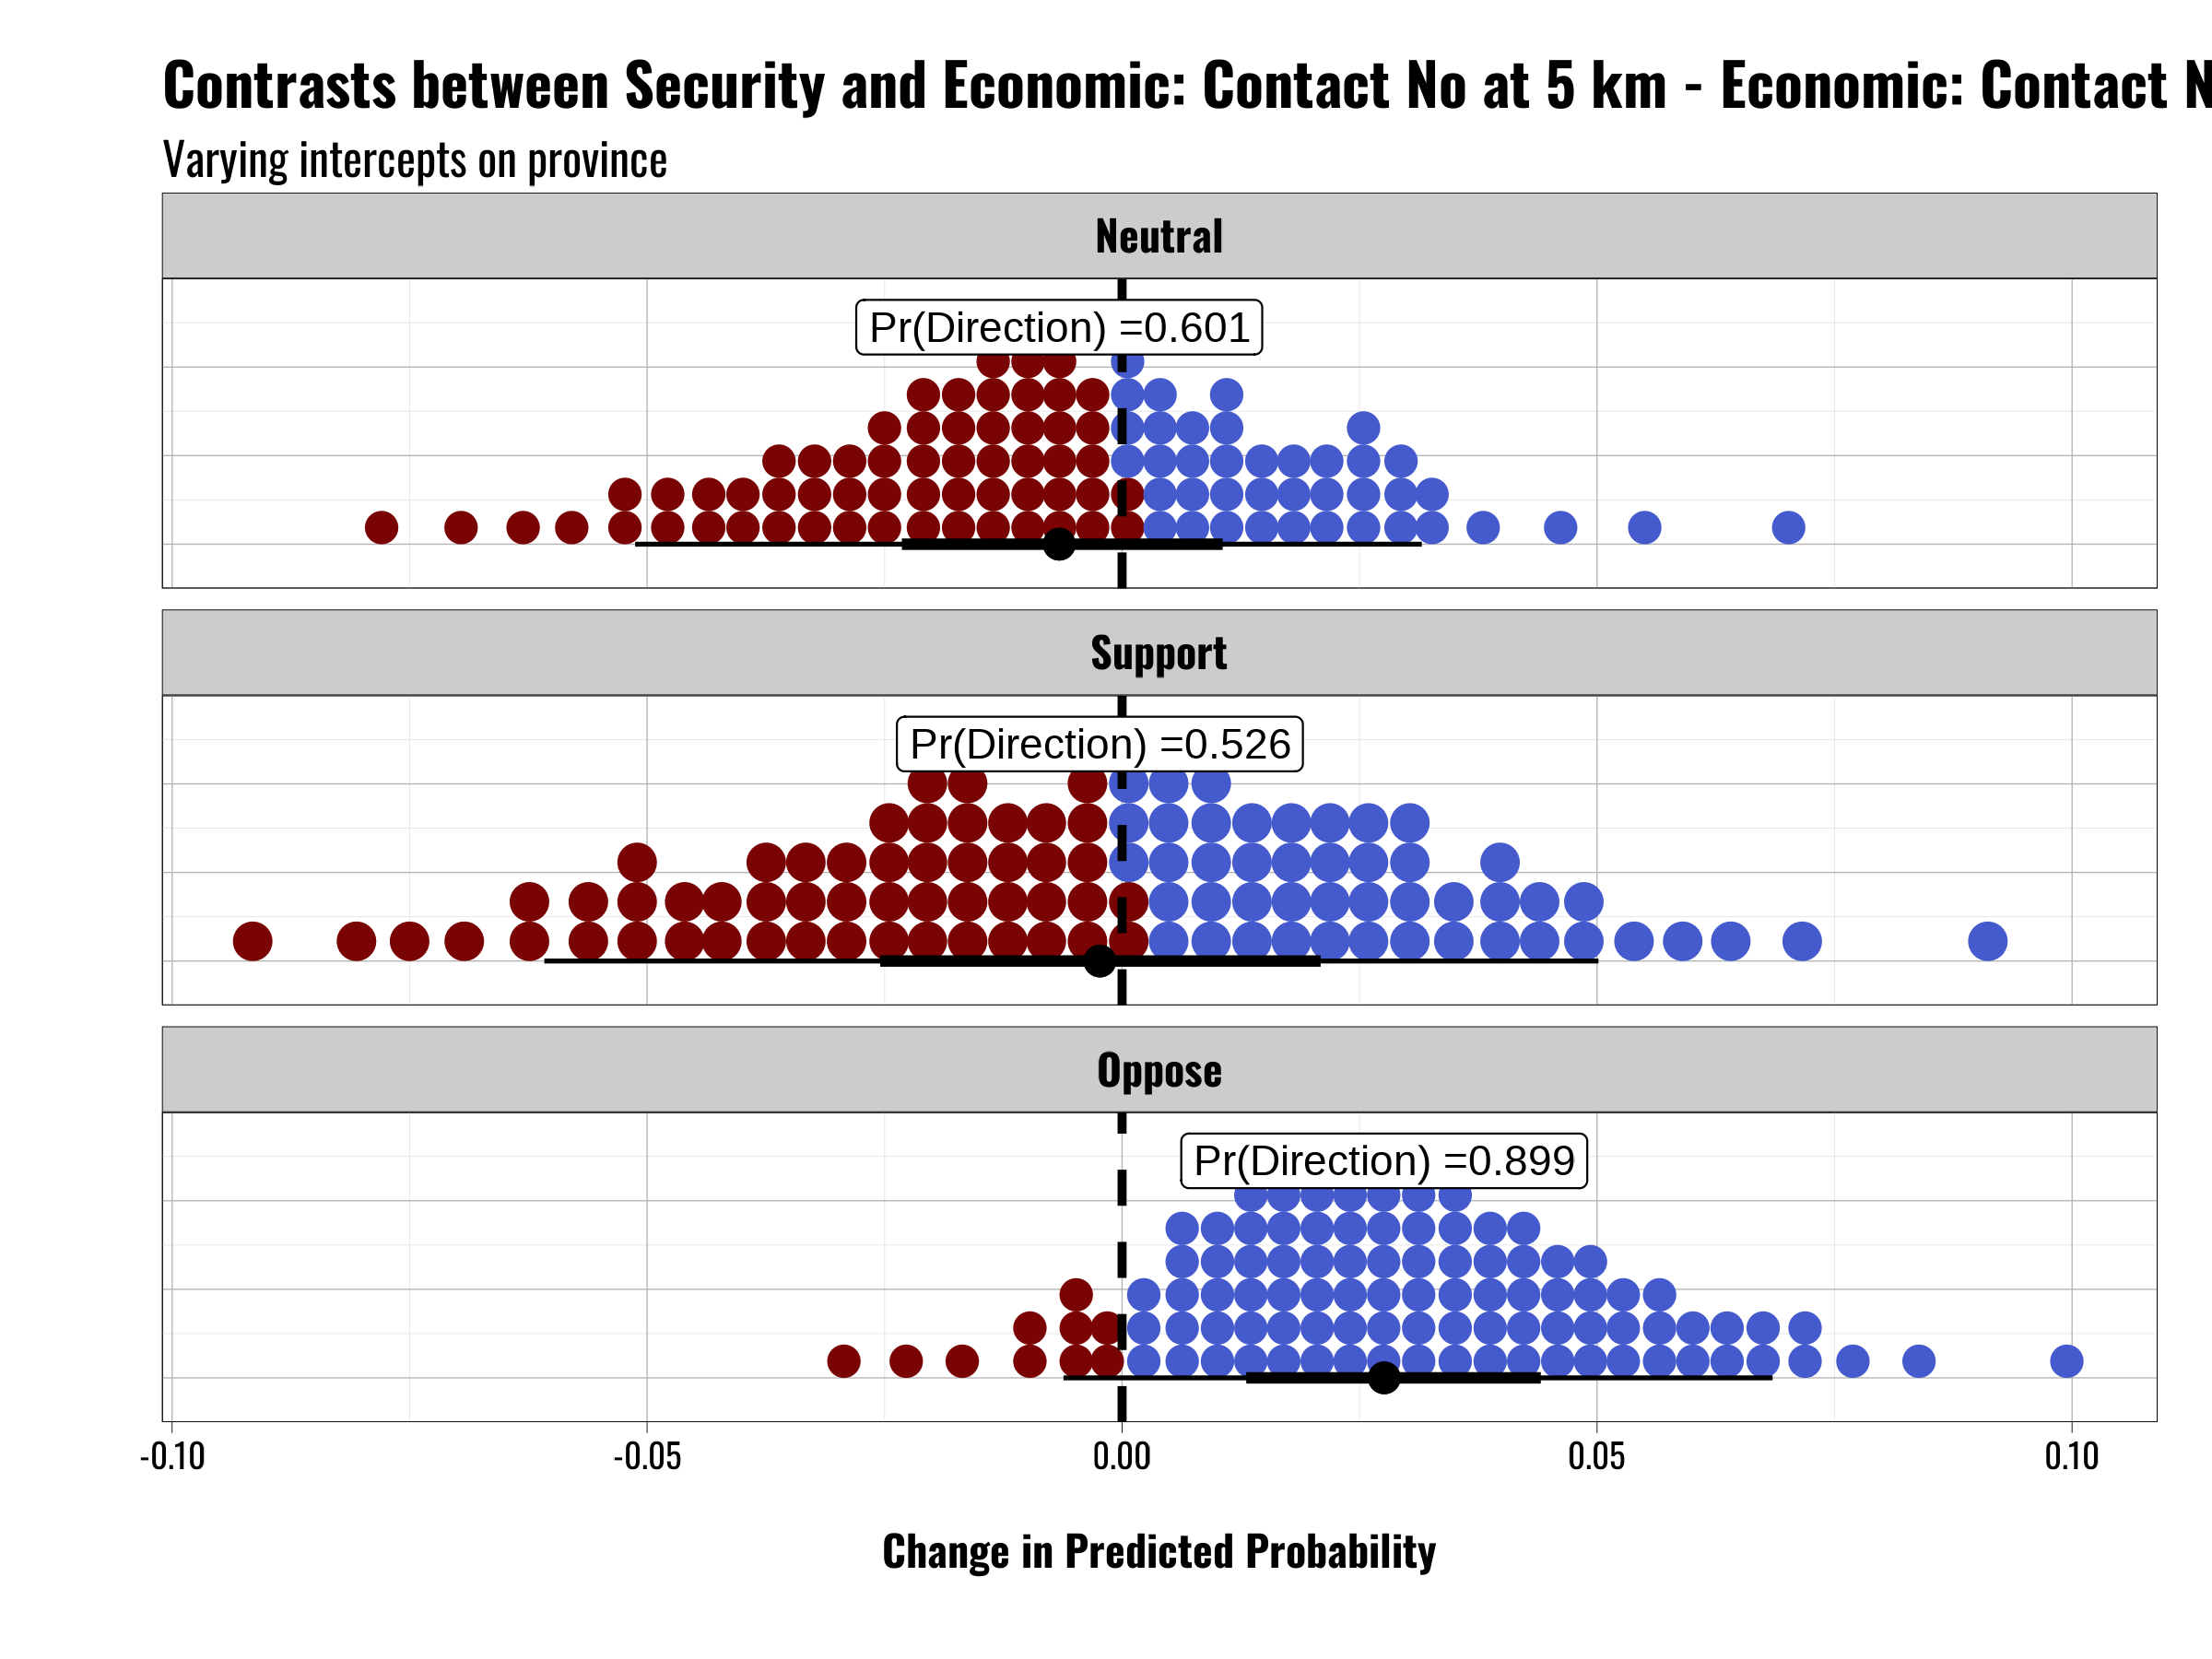 Contrasts between Security and Economic: Contact No at 5 km - Economic: Contact
Varying intercepts on province
Neutral
Pr(Direction) =0.601
Support
Pr(Direction) =0.526
Oppose
Pr(Direction) =0.899
-0.10 -0.05 0.00 0.05 0.10
Change in Predicted Probability